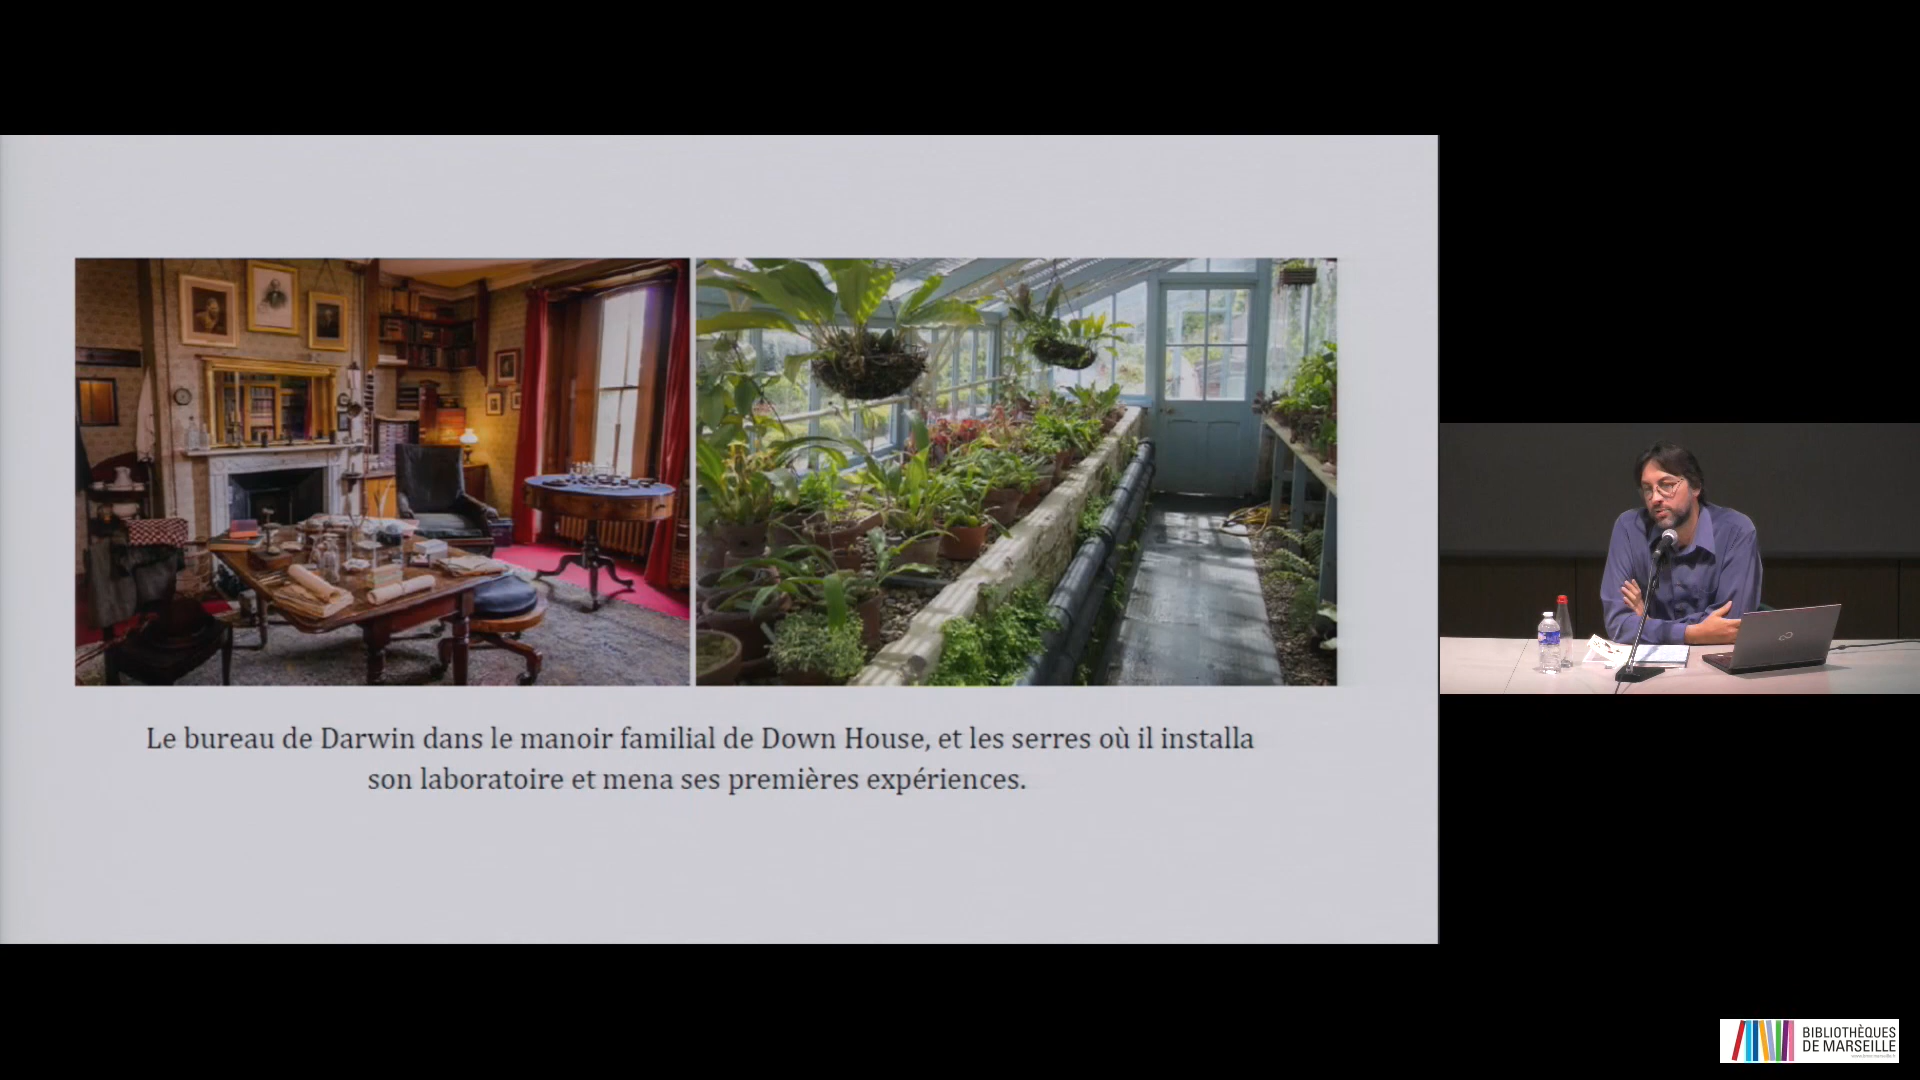 Le bureau de Darwin dans le manoir familial de Down House, et les serres où il installa
son laboratoire et mena ses premières expériences.
BIBLIOTHÈQUES
DE MARSEILLE